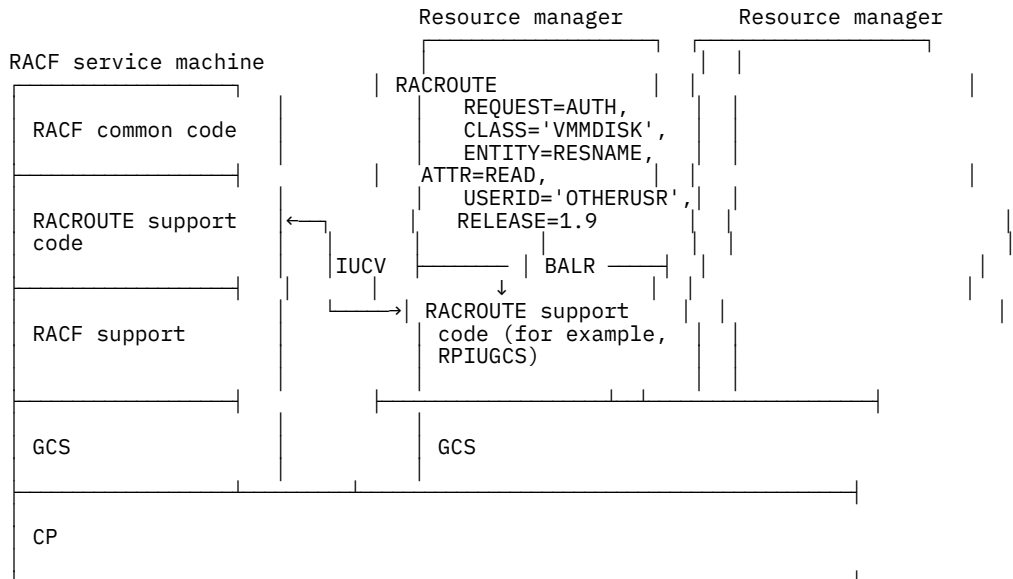 Resource manager Resource manager
RACF service machine
RACROUTE
REQUEST=AUTH,
RACF common code CLASS='VMMDISK',
ENTITY=RESNAME,
ATTR=READ,
USERID='OTHERUSR',
RACROUTE support RELEASE=1.9
code
IUCV BALR
RACROUTE support
RACF support code (for example,
RPIUGCS)
GCS GCS
CP